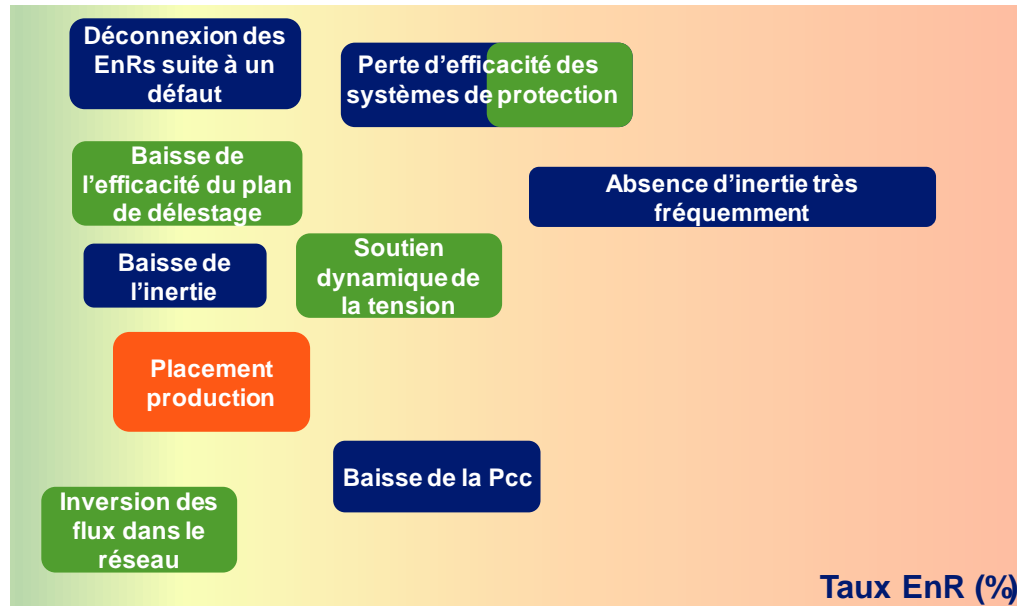 Déconnexion des
EnRs suite à un
défaut
Perte d’efficacité des
systèmes de protection
Baisse de
l’efficacité du plan
de délestage
Absence d’inertie très
fréquemment
Baisse de
l’inertie
Soutien
dynamique de
la tension
Placement
production
Baisse de la Pcc
Inversion des
flux dans le
réseau
Taux EnR (%)